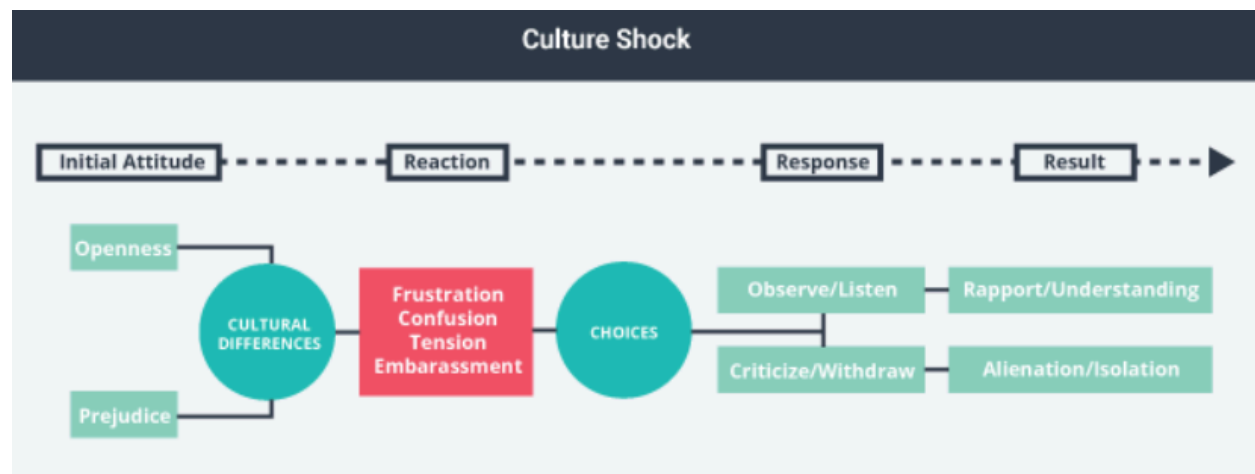 Culture Shock
Initial Attitude
Reaction
Response
Result
Openness
Prejudice
CULTURAL
DIFFERENCES
Frustration
Confusion
Tension
Embarassment
CHOICES
Observe/Listen
Rapport/Understanding
Criticize/Withdraw
Alienation/Isolation